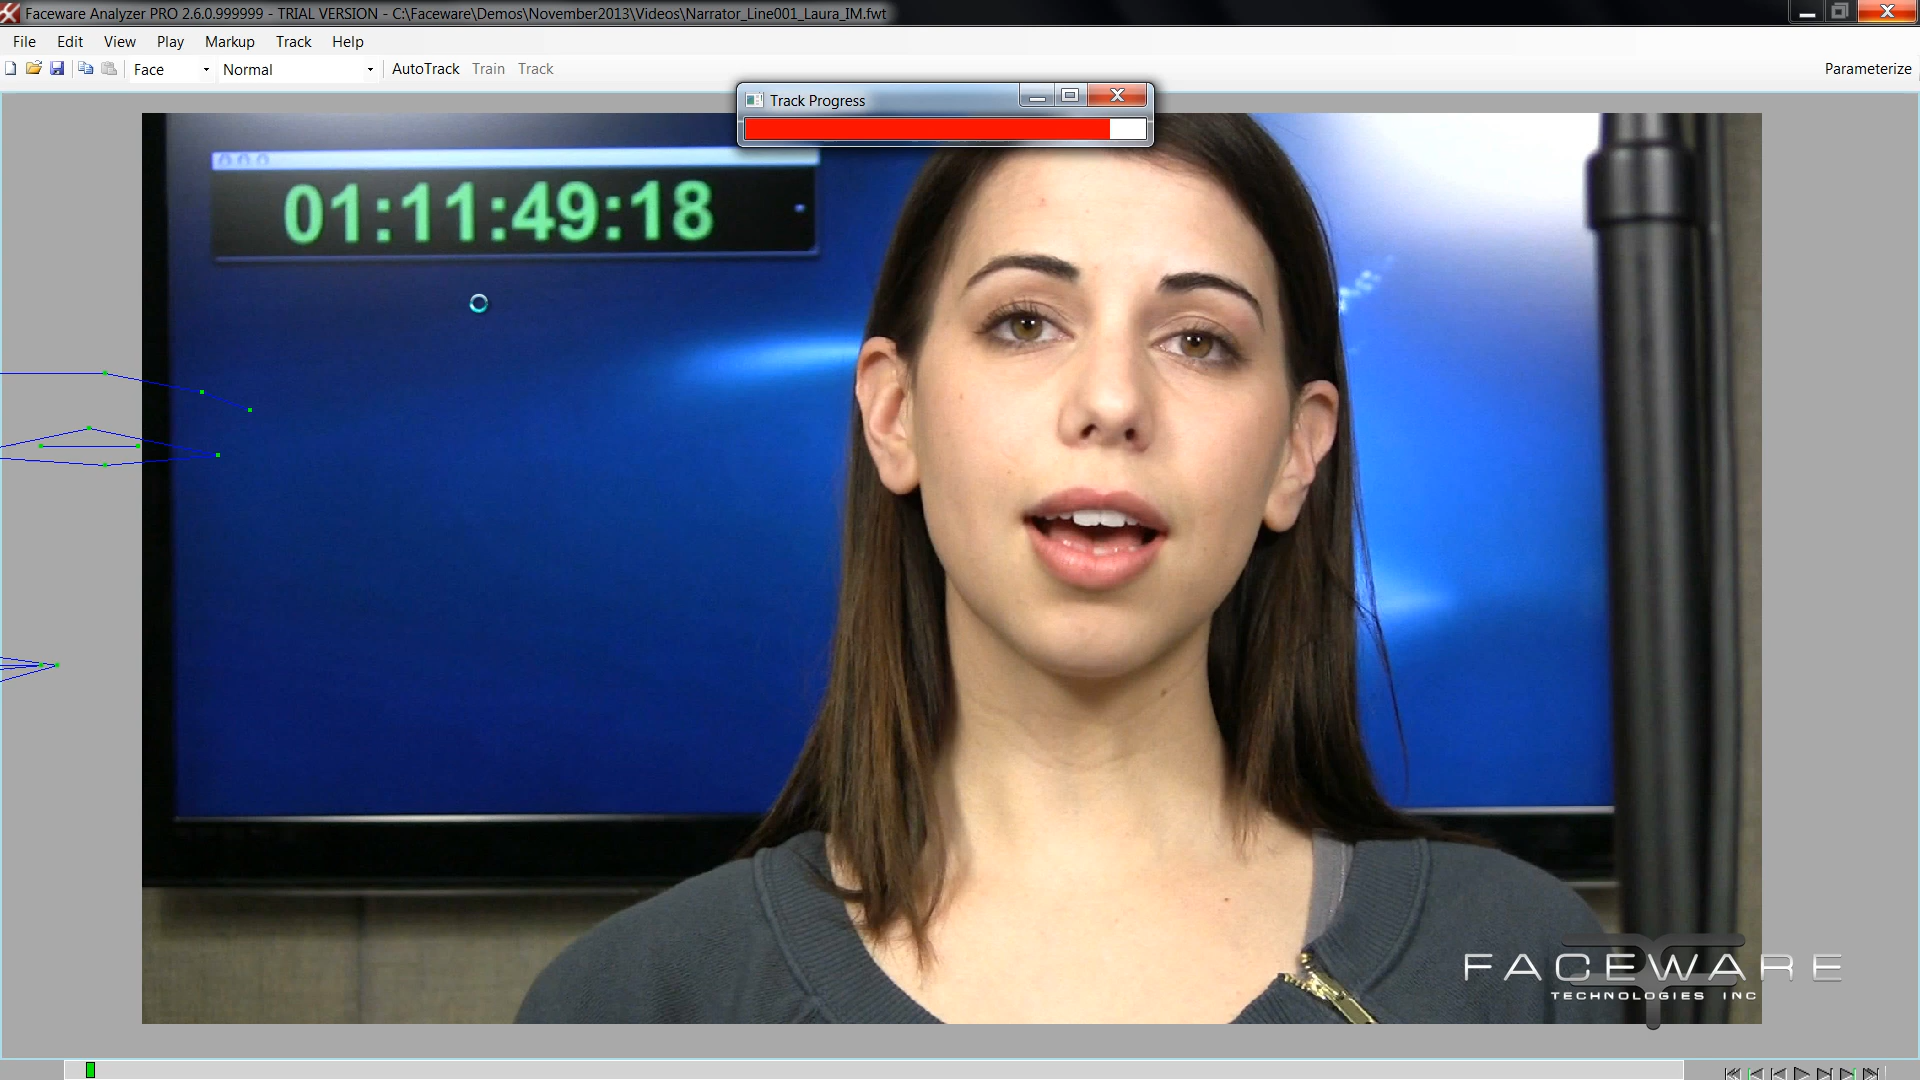 Faceware Analyzer PRO 2.6.0.999999 - TRIAL VERSION - C:\Faceware\Demos\November2013\Videos\Narrator_Line001_Laura_IM.fwt
File Edit View Play Markup Track Help
Face Normal AutoTrack Train Track Parameterize
Track Progress
01:11:49:18
FACEWARE
TECHNOLOGIES INC